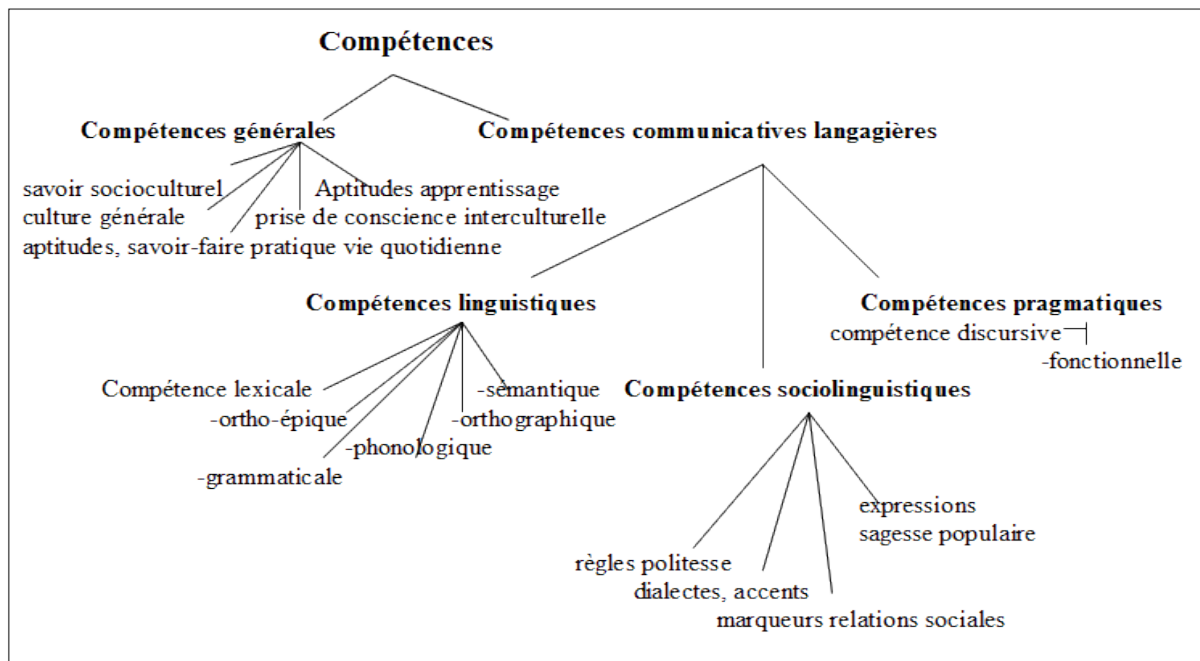 Compétences
Compétences générales
Compétences communicatives langagières
savoir socioculturel
Aptitudes apprentissage
culture générale
prise de conscience interculturelle
aptitudes, savoir-faire pratique vie quotidienne
Compétences linguistiques
Compétence lexicale
-sémantique
-ortho-épique
-orthographique
-phonologique
-grammaticale
Compétences pragmatiques
compétence discursive
-fonctionnelle
Compétences sociolinguistiques
expressions
sagesse populaire
règles politesse
dialectes, accents
marqueurs relations sociales